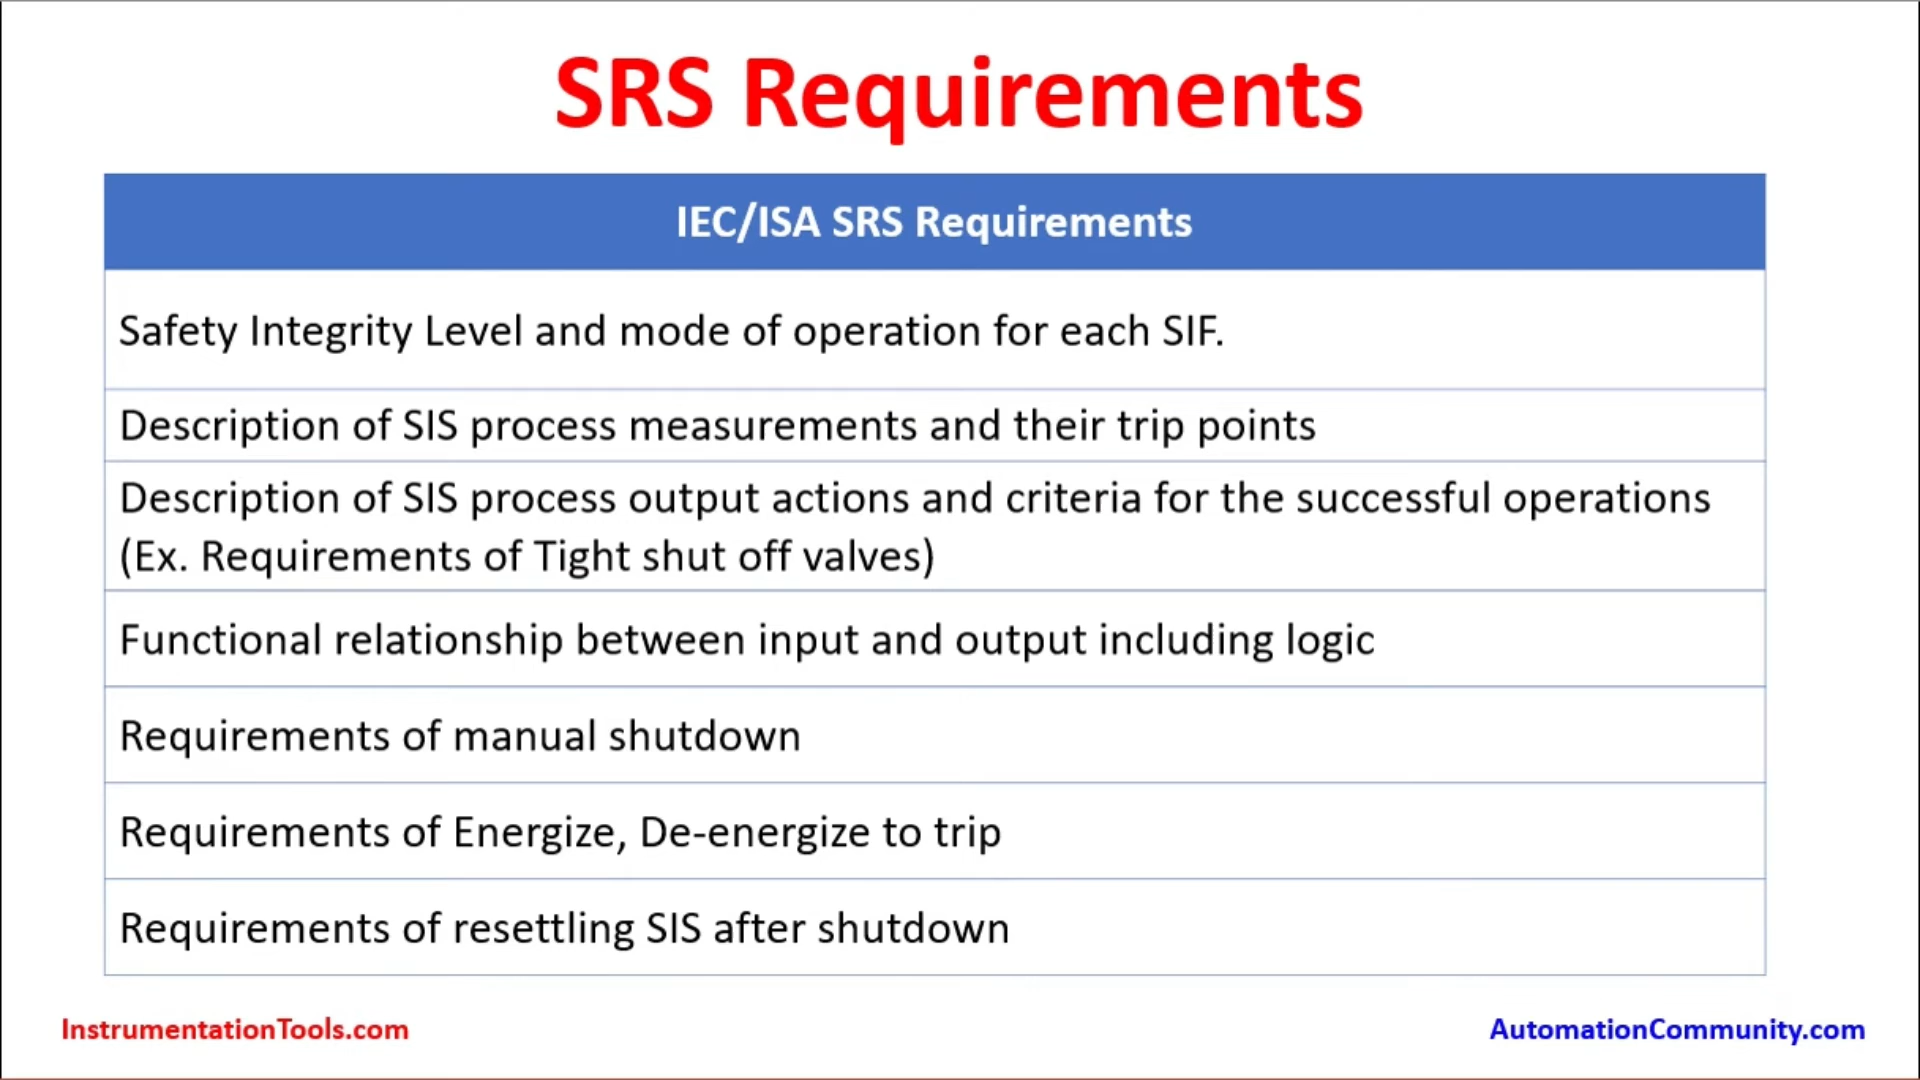 SRS Requirements
IEC/ISA SRS Requirements
Safety Integrity Level and mode of operation for each SIF.
Description of SIS process measurements and their trip points
Description of SIS process output actions and criteria for the successful operations
(Ex. Requirements of Tight shut off valves)
Functional relationship between input and output including logic
Requirements of manual shutdown
Requirements of Energize, De-energize to trip
Requirements of resettling SIS after shutdown
InstrumentationTools.com
AutomationCommunity.com